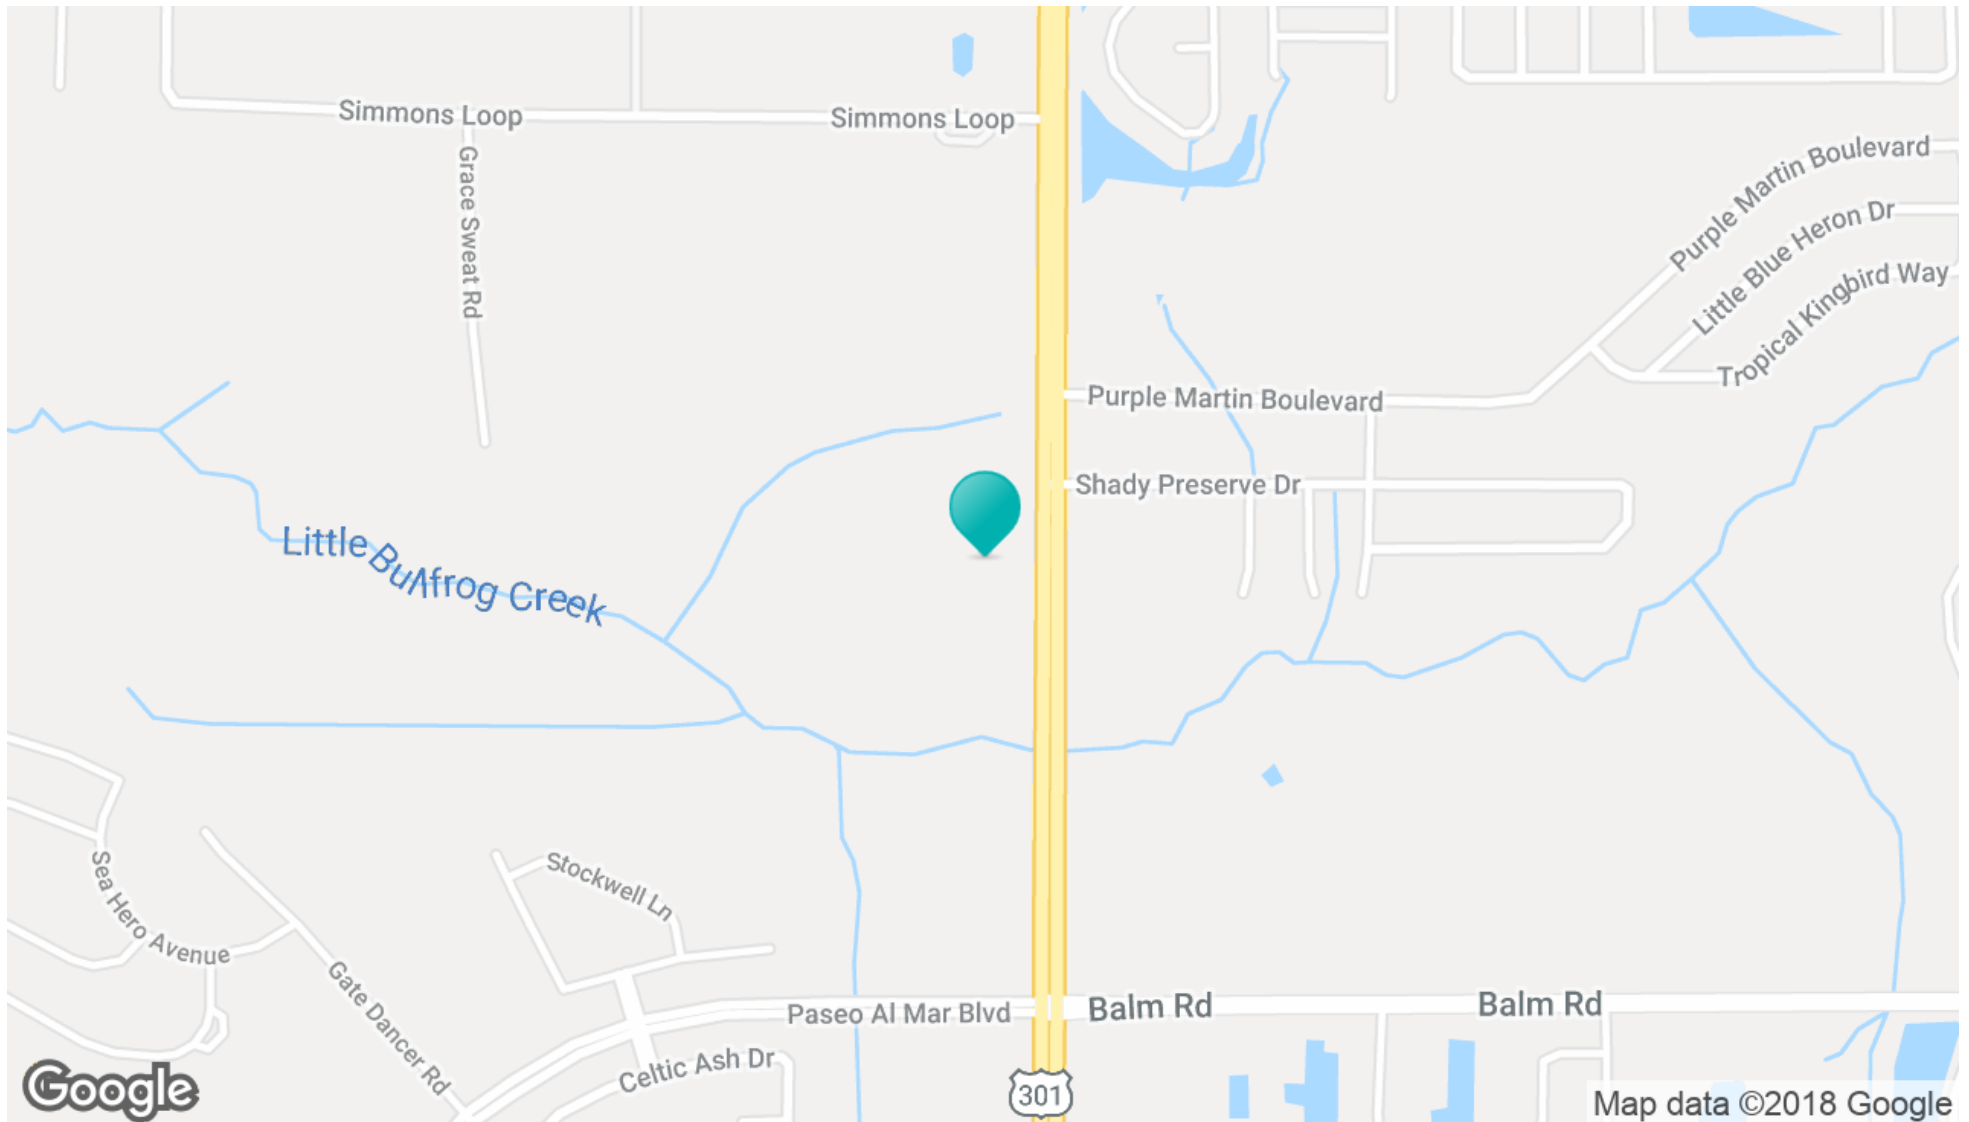 Simmons Loop
Simmons Loop
Grace Sweat Rd
Purple Martin Boulevard
Little Blue Heron Dr
Tropical Kingbird Way
Purple Martin Boulevard
Shady Preserve Dr
Little Bullfrog Creek
Sea Hero Avenue
Stockwell Ln
Gate Dancer Rd
Paseo Al Mar Blvd
Balm Rd
Balm Rd
Celtic Ash Dr
301
Google
Map data ©2018 Google